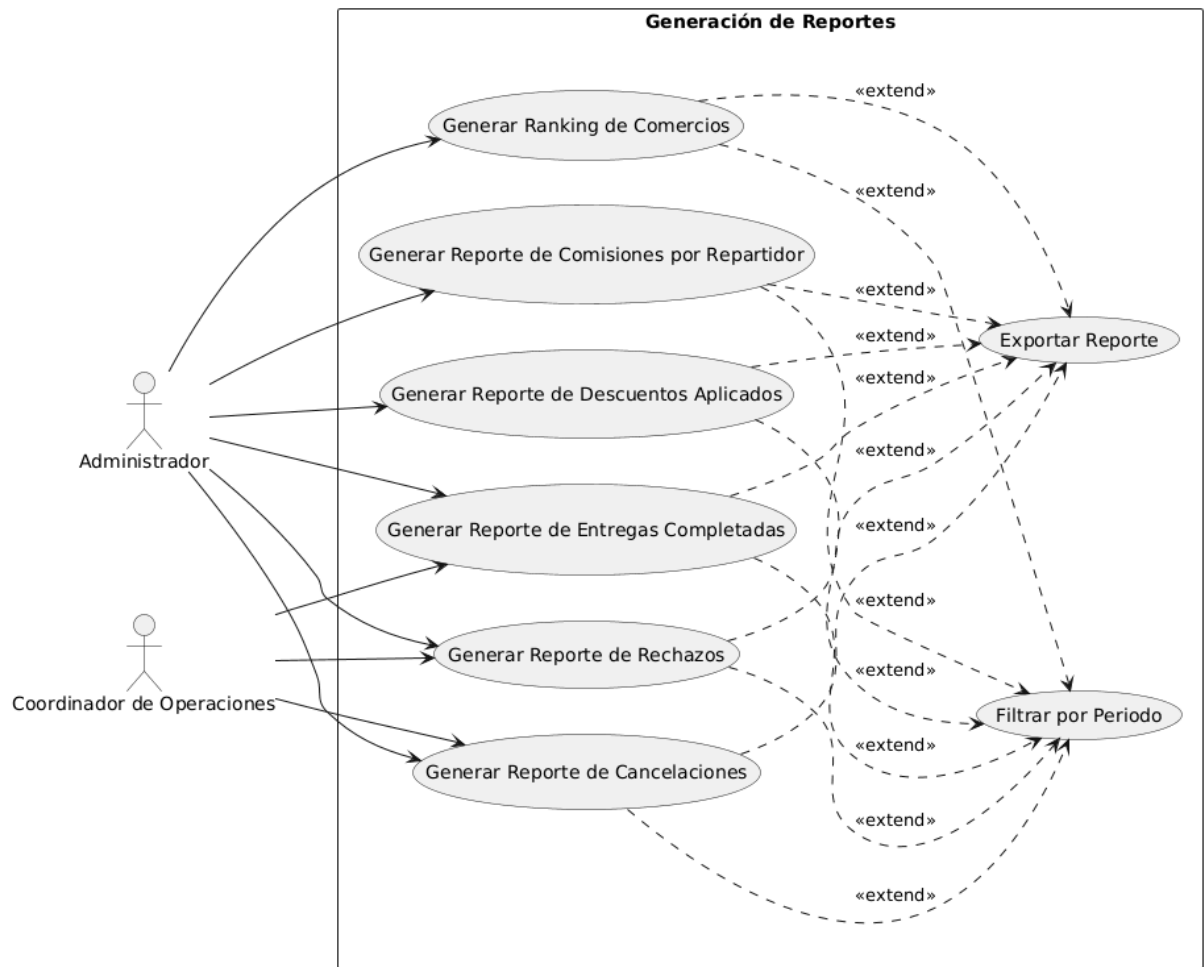 Generación de Reportes
«extend»
Generar Ranking de Comercios
«extend»
Generar Reporte de Comisiones por Repartidor
«extend»
«extend»
Exportar Reporte
«extend»
Generar Reporte de Descuentos Aplicados
«extend»
Administrador
«extend»
Generar Reporte de Entregas Completadas
«extend»
Generar Reporte de Rechazos
«extend»
Coordinador de Operaciones
Filtrar por Periodo
«extend»
Generar Reporte de Cancelaciones
«extend»
«extend»